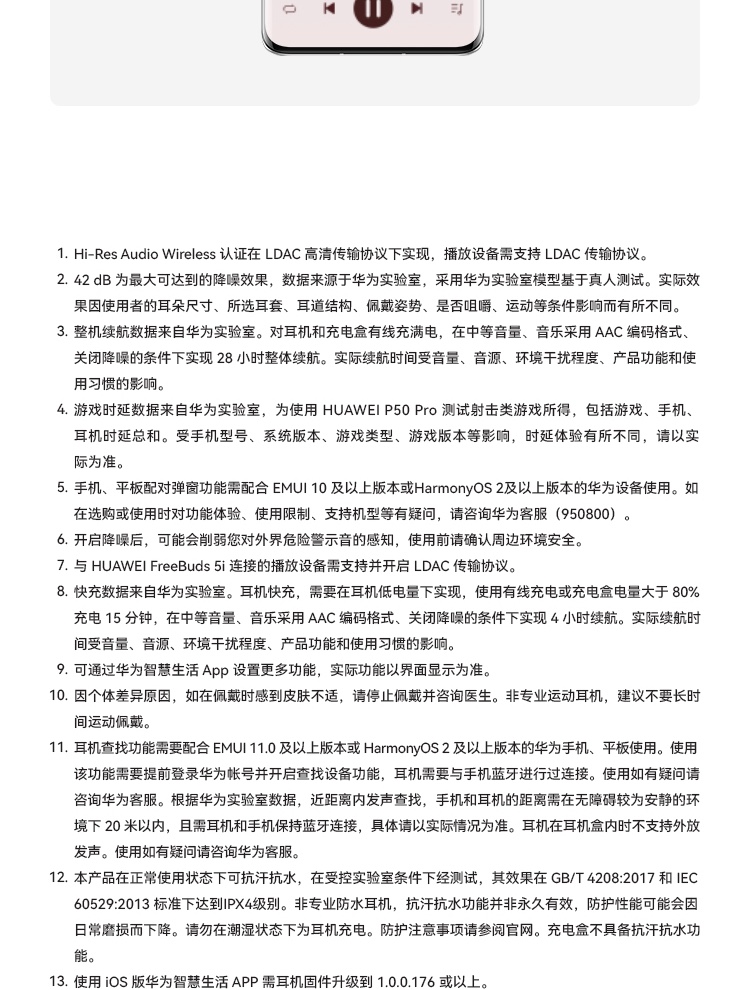 1. Hi-Res Audio Wireless 认证在 LDAC 高清传输协议下实现，播放设备需支持 LDAC 传输协议。
2. 42 dB 为最大可达到的降噪效果，数据来源于华为实验室，采用华为实验室模型基于真人测试。实际效
果因使用者的耳朵尺寸、所选耳套、耳道结构、佩戴姿势、是否咀嚼、运动等条件影响而有所不同。
3. 整机续航数据来自华为实验室。对耳机和充电盒有线充满电，在中等音量、音乐采用 AAC 编码格式、
关闭降噪的条件下实现 28 小时整体续航。实际续航时间受音量、音源、环境干扰程度、产品功能和使
用习惯的影响。
4. 游戏时延数据来自华为实验室，为使用 HUAWEI P50 Pro 测试射击类游戏所得，包括游戏、手机、
耳机时延总和。受手机型号、系统版本、游戏类型、游戏版本等影响，时延体验有所不同，请以实
际为准。
5. 手机、平板配对弹窗功能需配合 EMUI 10 及以上版本或HarmonyOS 2及以上版本的华为设备使用。如
在选购或使用时对功能体验、使用限制、支持机型等有疑问，请咨询华为客服（950800）。
6. 开启降噪后，可能会削弱您对外界危险警示音的感知，使用前请确认周边环境安全。
7. 与 HUAWEI FreeBuds 5i 连接的播放设备需支持并开启 LDAC 传输协议。
8. 快充数据来自华为实验室。耳机快充，需要在耳机低电量下实现，使用有线充电或充电盒电量大于 80%
充电 15 分钟，在中等音量、音乐采用 AAC 编码格式、关闭降噪的条件下实现 4 小时续航。实际续航时
间受音量、音源、环境干扰程度、产品功能和使用习惯的影响。
9. 可通过华为智慧生活 App 设置更多功能，实际功能以界面显示为准。
10. 因个体差异原因，如在佩戴时感到皮肤不适，请停止佩戴并咨询医生。非专业运动耳机，建议不要长时
间运动佩戴。
11. 耳机查找功能需要配合 EMUI 11.0 及以上版本或 HarmonyOS 2 及以上版本的华为手机、平板使用。使用
该功能需要提前登录华为帐号并开启查找设备功能，耳机需要与手机蓝牙进行过连接。使用如有疑问请
咨询华为客服。根据华为实验室数据，近距离内发声查找，手机和耳机的距离需在无障碍较为安静的环
境下 20 米以内，且需耳机和手机保持蓝牙连接，具体请以实际情况为准。耳机在耳机盒内时不支持外放
发声。使用如有疑问请咨询华为客服。
12. 本产品在正常使用状态下可抗汗抗水，在受控实验室条件下经测试，其效果在 GB/T 4208:2017 和 IEC
60529:2013 标准下达到IPX4级别。非专业防水耳机，抗汗抗水功能并非永久有效，防护性能可能会因
日常磨损而下降。请勿在潮湿状态下为耳机充电。防护注意事项请参阅官网。充电盒不具备抗汗抗水功
能。
13. 使用 iOS 版华为智慧生活 APP 需耳机固件升级到 1.0.0.176 或以上。